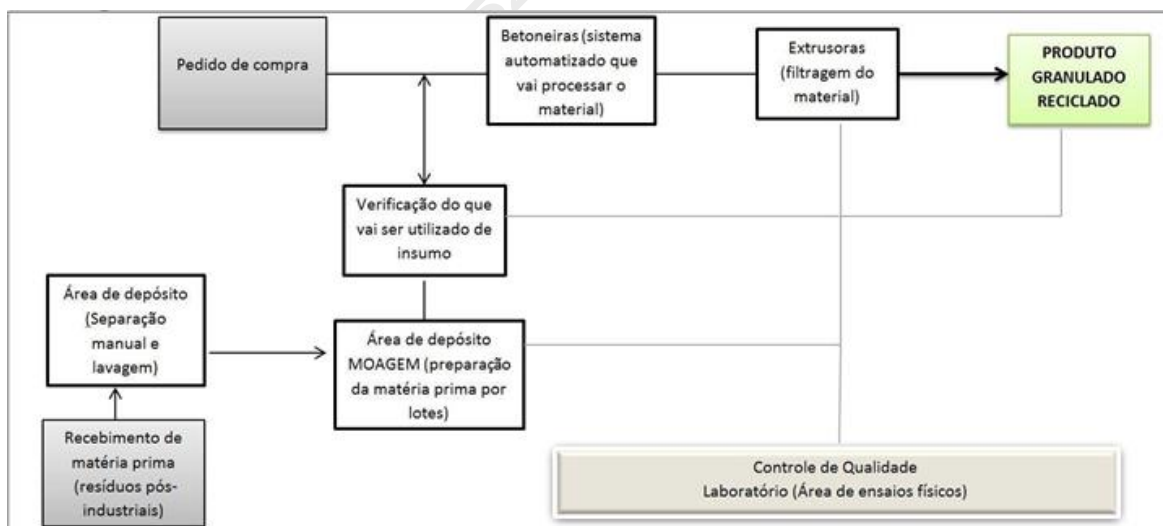 Pedido de compra
Betoneiras (sistema
automatizado que
vai processar o
material)
Extrusoras
(filtragem do
material)
PRODUTO
GRANULADO
RECICLADO
Verificação do que
vai ser utilizado de
insumo
Área de depósito
(Separação
manual e
lavagem)
Área de depósito
MOAGEM (preparação
da matéria prima por
lotes)
Recebimento de
matéria prima
(resíduos pós-
industriais)
Controle de Qualidade
Laboratório (Área de ensaios físicos)